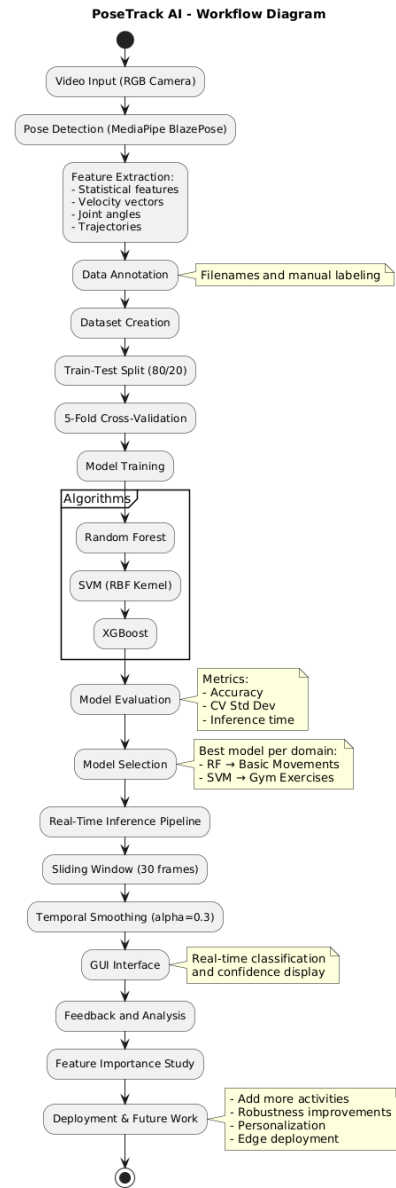 PoseTrack AI - Workflow Diagram
Video Input (RGB Camera)
Pose Detection (MediaPipe BlazePose)
Feature Extraction:
- Statistical features
- Velocity vectors
- Joint angles
- Trajectories
Data Annotation
Filenames and manual labeling
Dataset Creation
Train-Test Split (80/20)
5-Fold Cross-Validation
Model Training
Algorithms
Random Forest
SVM (RBF Kernel)
XGBoost
Model Evaluation
Metrics:
- Accuracy
- CV Std Dev
- Inference time
Model Selection
Best model per domain:
- RF → Basic Movements
- SVM → Gym Exercises
Real-Time Inference Pipeline
Sliding Window (30 frames)
Temporal Smoothing (alpha=0.3)
GUI Interface
Real-time classification
and confidence display
Feedback and Analysis
Feature Importance Study
Deployment & Future Work
- Add more activities
- Robustness improvements
- Personalization
- Edge deployment